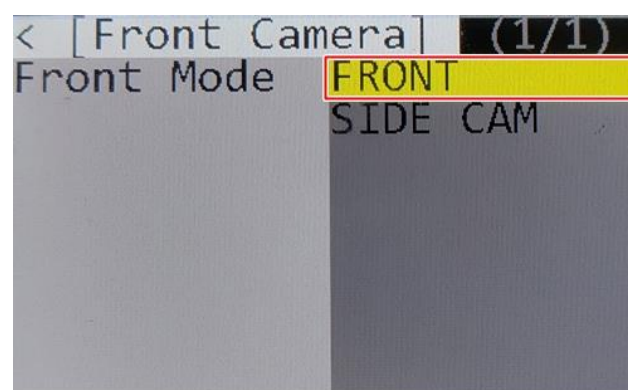 < [Front Camera] (1/1)
Front Mode FRONT
SIDE CAM